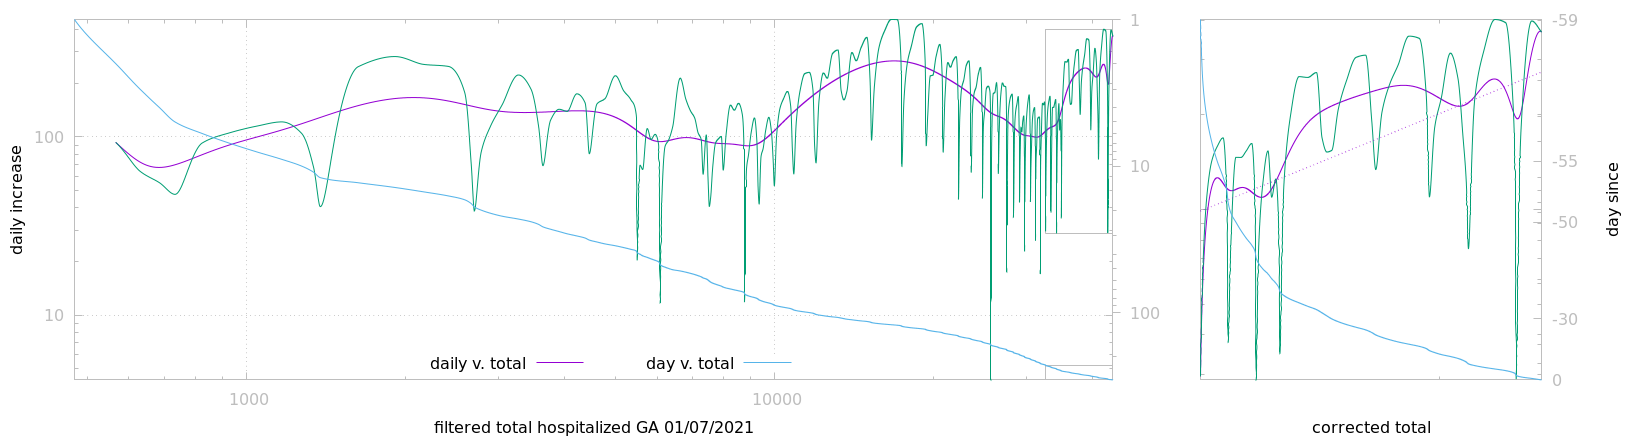 daily increase
100
10
1000
10000
filtered total hospitalized GA 01/07/2021
daily v. total
day v. total
1
10
100
-59
-55
-50
-30
0
day since
corrected total